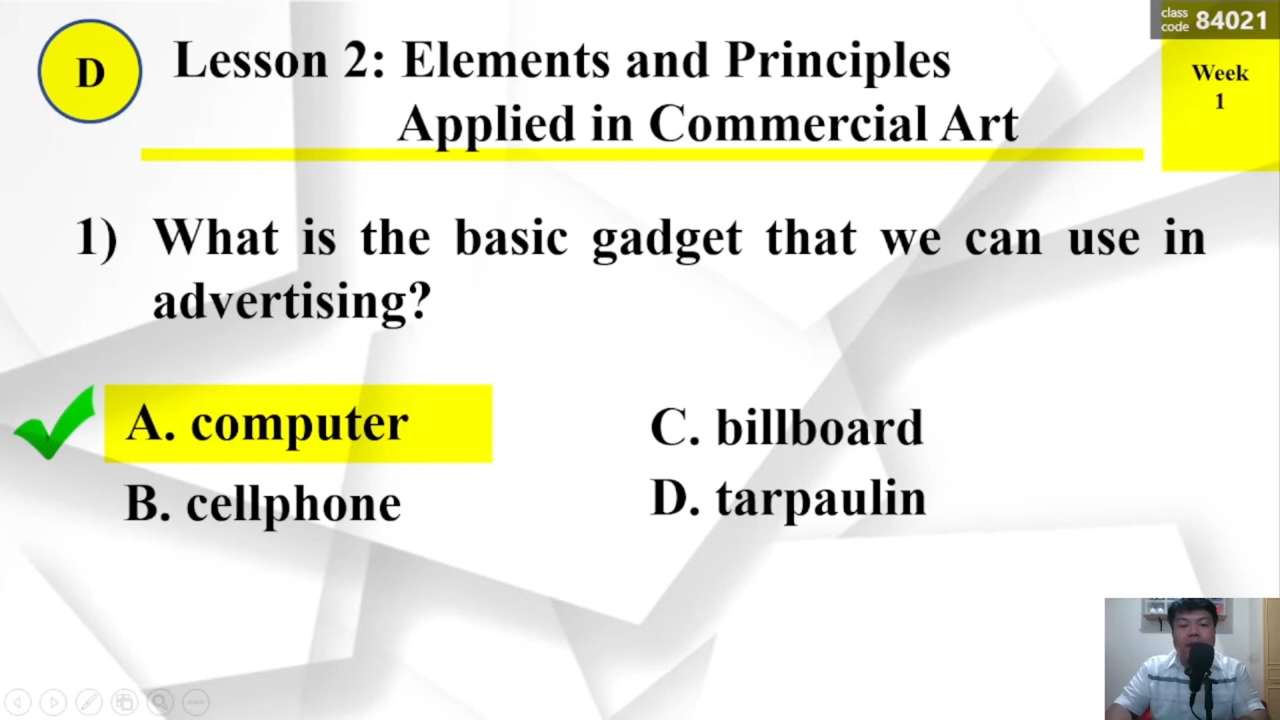 class code 84021
D
Lesson 2: Elements and Principles
Applied in Commercial Art
Week
1
1) What is the basic gadget that we can use in
advertising?
A. computer
B. cellphone
C. billboard
D. tarpaulin